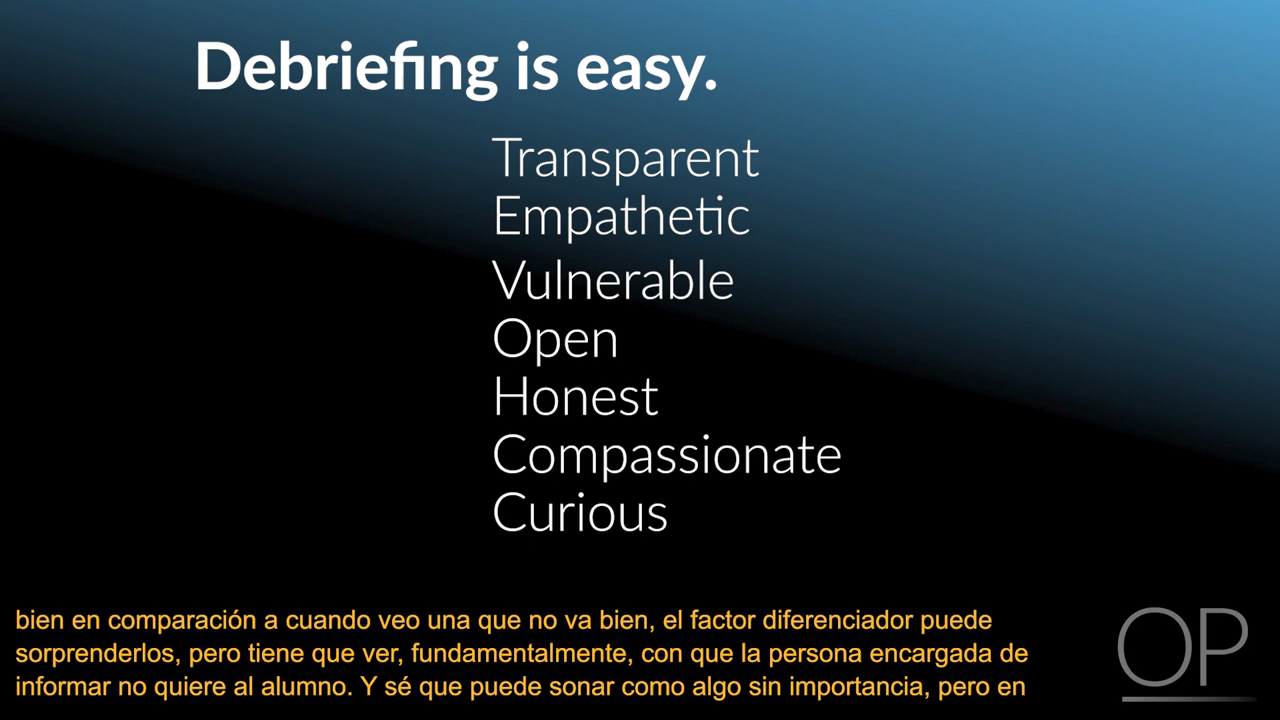 Debriefing is easy.
Transparent
Empathetic
Vulnerable
Open
Honest
Compassionate
Curious
bien en comparación a cuando veo una que no va bien, el factor diferenciador puede
sorprenderlos, pero tiene que ver, fundamentalmente, con que la persona encargada de
informar no quiere al alumno. Y sé que puede sonar como algo sin importancia, pero en
OP